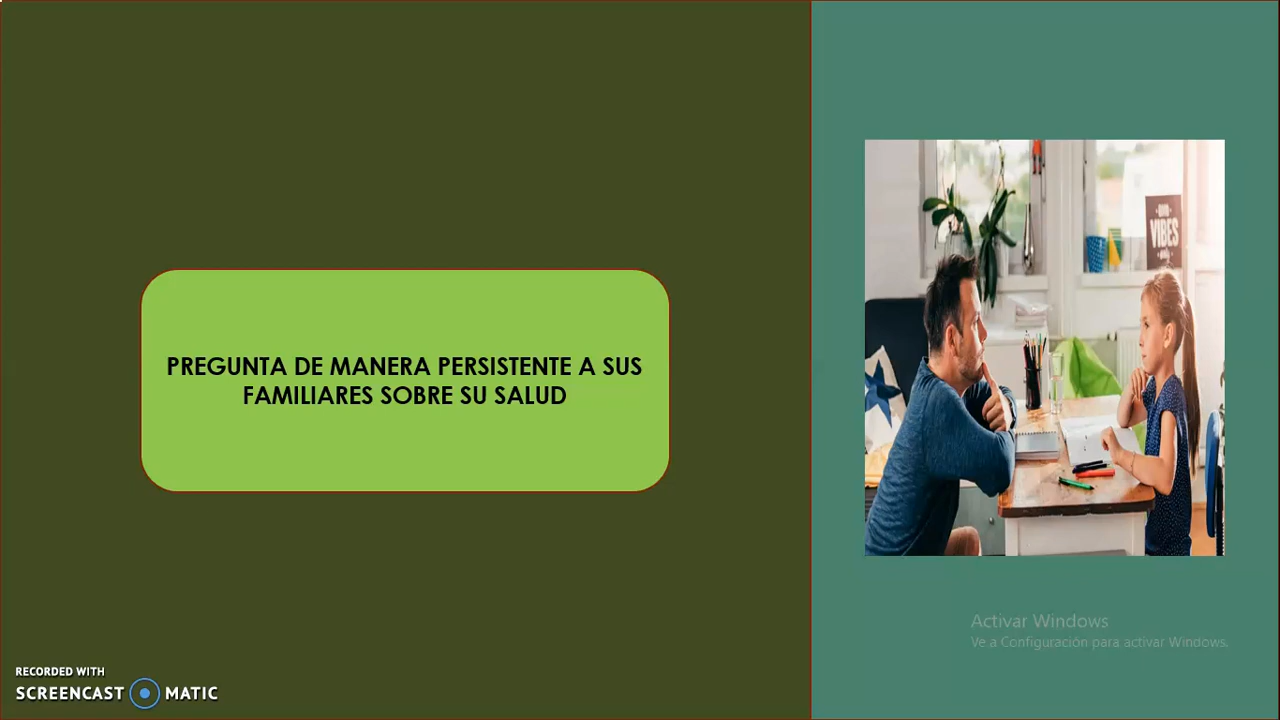 PREGUNTA DE MANERA PERSISTENTE A SUS
FAMILIARES SOBRE SU SALUD
VIBES
Activar Windows
Ve a Configuración para activar Windows.
RECORDED WITH
SCREENCAST MATIC